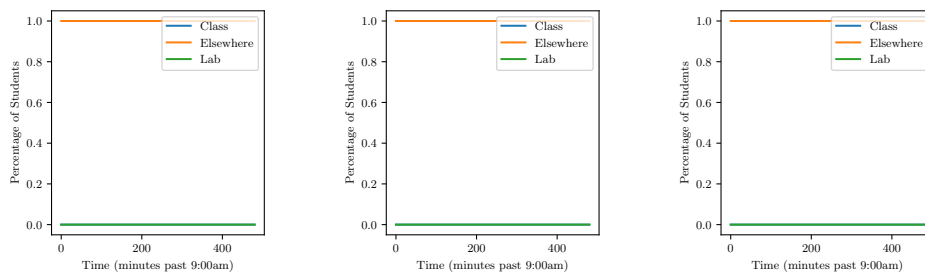 1.0
0.8
0.6
0.4
0.2
0.0
Percentage of Students
Class
Elsewhere
Lab
0 200 400
Time (minutes past 9:00am)
1.0
0.8
0.6
0.4
0.2
0.0
Percentage of Students
Class
Elsewhere
Lab
0 200 400
Time (minutes past 9:00am)
1.0
0.8
0.6
0.4
0.2
0.0
Percentage of Students
Class
Elsewhere
Lab
0 200 400
Time (minutes past 9:00am)